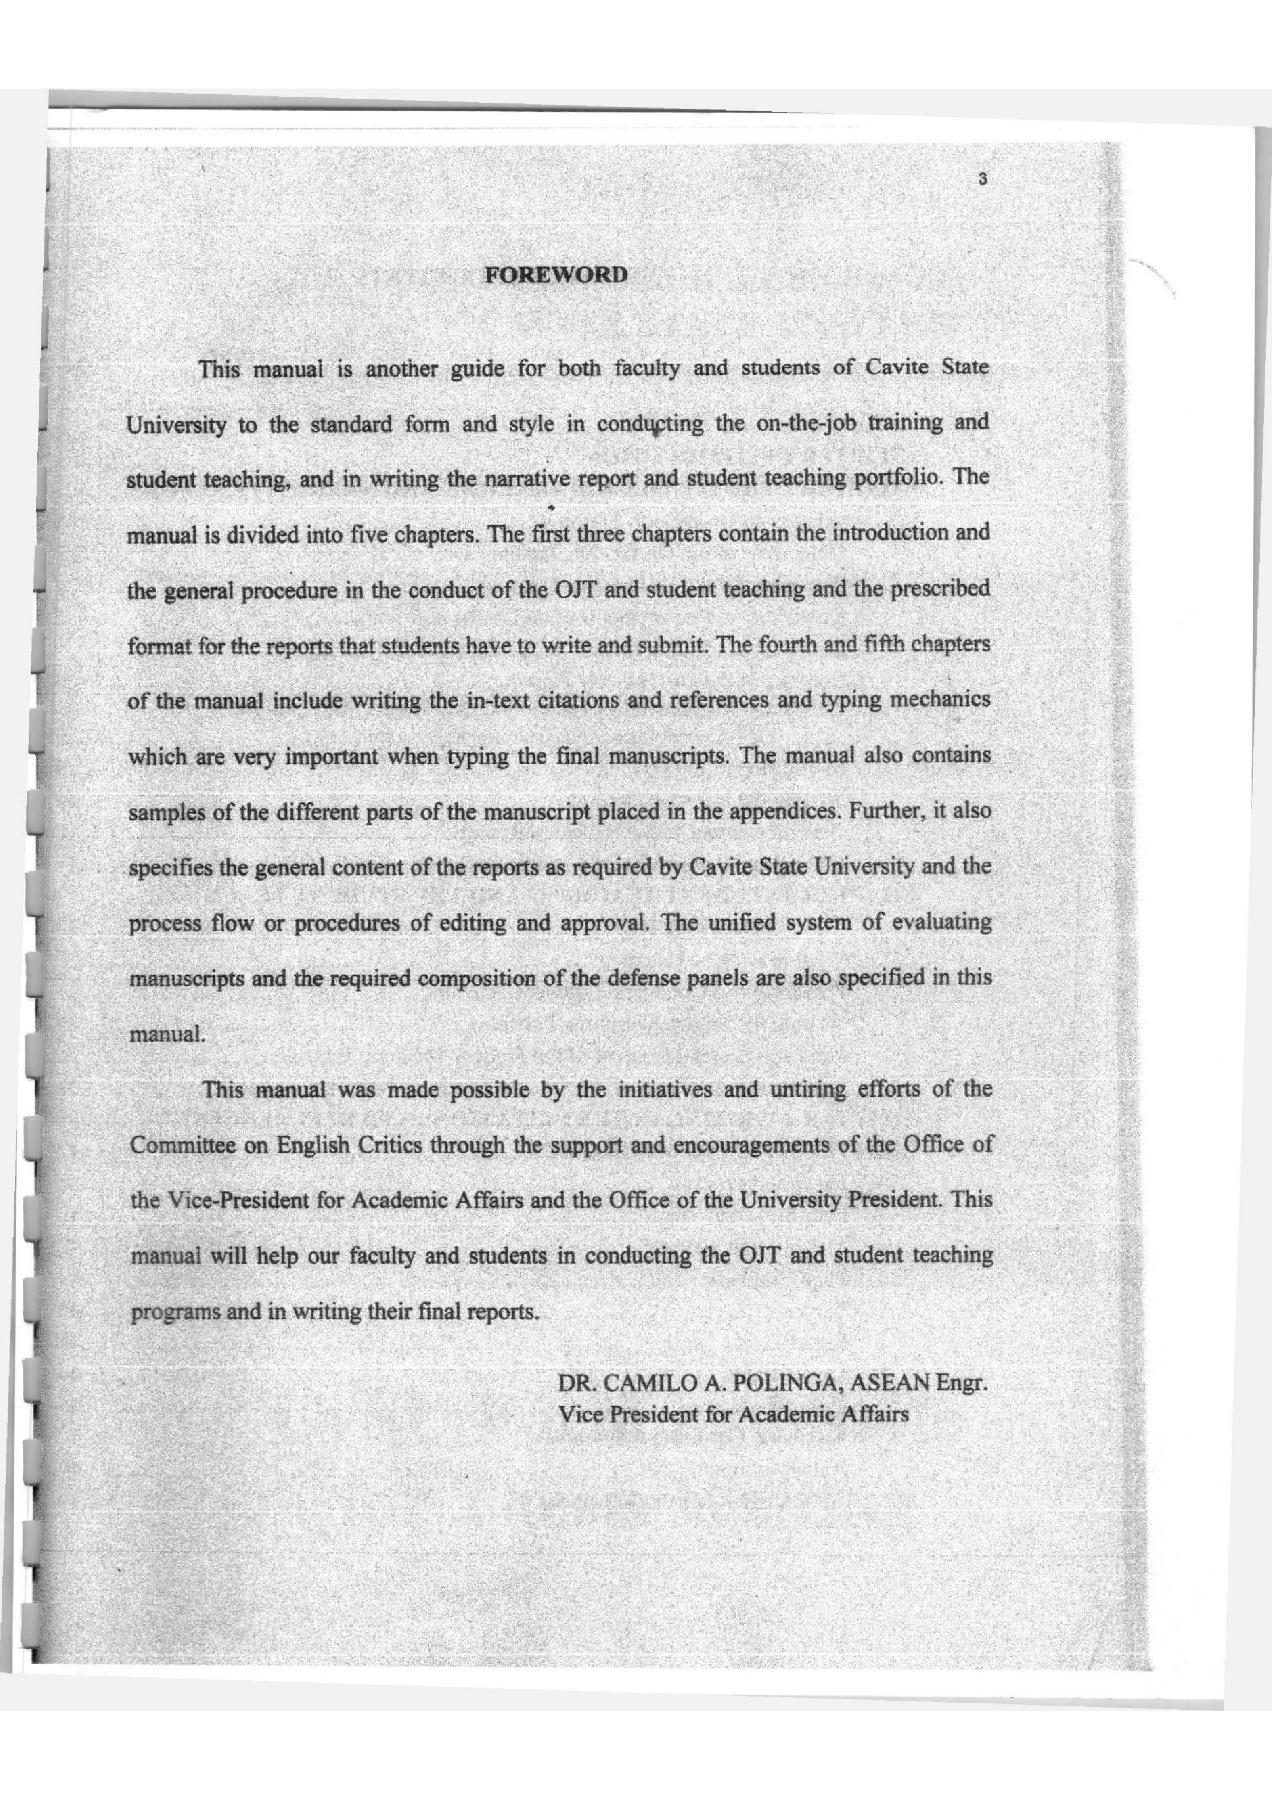 3
FOREWORD
This manual is another guide for both faculty and students of Cavite State
University to the standard form and style in conducting the on-the-job training and
student teaching, and in writing the narrative report and student teaching portfolio. The
manual is divided into five chapters. The first three chapters contain the introduction and
the general procedure in the conduct of the OJT and student teaching and the prescribed
format for the reports that students have to write and submit. The fourth and fifth chapters
of the manual include writing the in-text citations and references and typing mechanics
which are very important when typing the final manuscripts. The manual also contains
samples of the different parts of the manuscript placed in the appendices. Further, it also
specifies the general content of the reports as required by Cavite State University and the
process flow or procedures of editing and approval. The unified system of evaluating
manuscripts and the required composition of the defense panels are also specified in this
manual.
This manual was made possible by the initiatives and untiring efforts of the
Committee on English Critics through the support and encouragements of the Office of
the Vice-President for Academic Affairs and the Office of the University President. This
manual will help our faculty and students in conducting the OJT and student teaching
programs and in writing their final reports.
DR. CAMILO A. POLINGA, ASEAN Engr.
Vice President for Academic Affairs